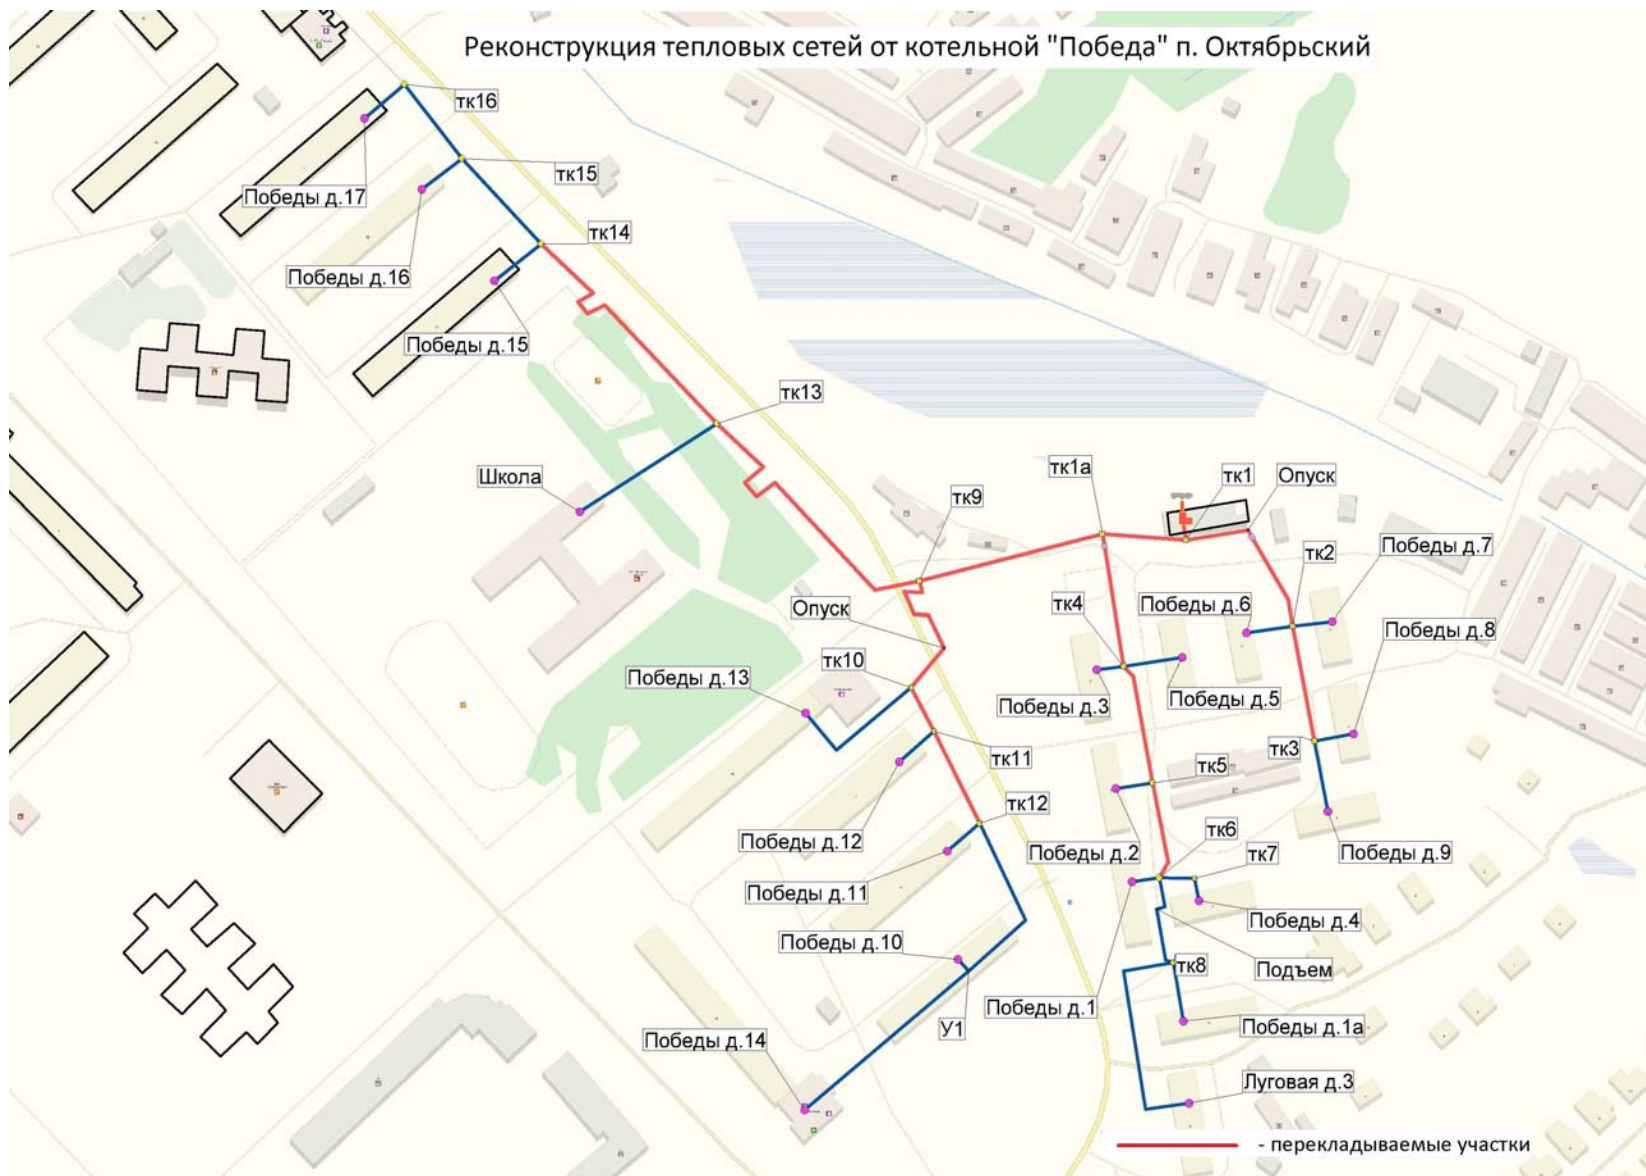 Реконструкция тепловых сетей от котельной "Победа" п. Октябрьский
тк16
тк15
Победы д.17
тк14
Победы д.16
Победы д.15
тк13
Школа
тк9
тк1а
тк1
Опуск
тк2
Победы д.7
Опуск
тк4
Победы д.6
Победы д.8
тк10
Победы д.13
Победы д.3
Победы д.5
тк11
тк3
тк5
тк12
Победы д.12
тк6
Победы д.2
тк7
Победы д.9
Победы д.11
Победы д.4
Победы д.10
тк8
Подъем
Победы д.1
У1
Победы д.1а
Победы д.14
Луговая д.3
- перекладываемые участки